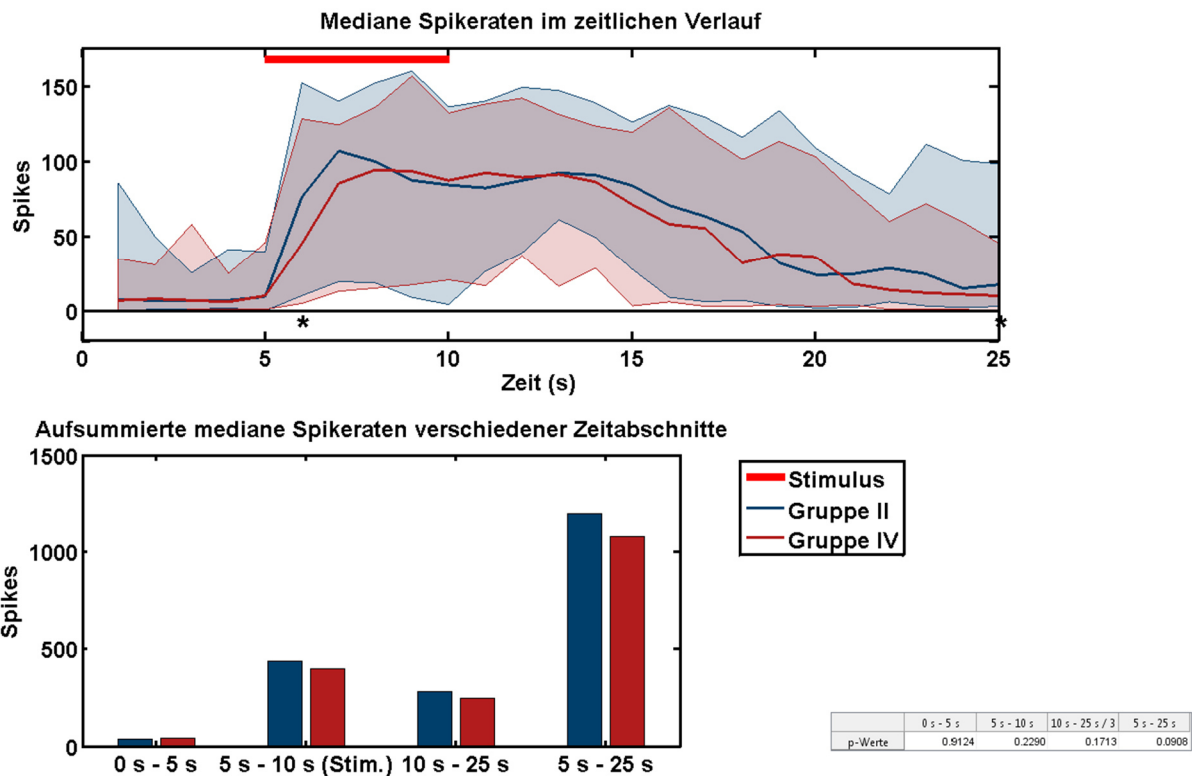 Mediane Spikeraten im zeitlichen Verlauf
150
100
50
0
Spikes
*
*
0 5 10 15 20 25
Zeit (s)
Aufsummierte mediane Spikeraten verschiedener Zeitabschnitte
1500
1000
500
0
Spikes
0 s - 5 s 5 s - 10 s (Stim.) 10 s - 25 s 5 s - 25 s
Stimulus
Gruppe II
Gruppe IV
0 s - 5 s 5 s - 10 s 10 s - 25 s / 3 5 s - 25 s
p-Werte 0.9124 0.2290 0.1713 0.0908